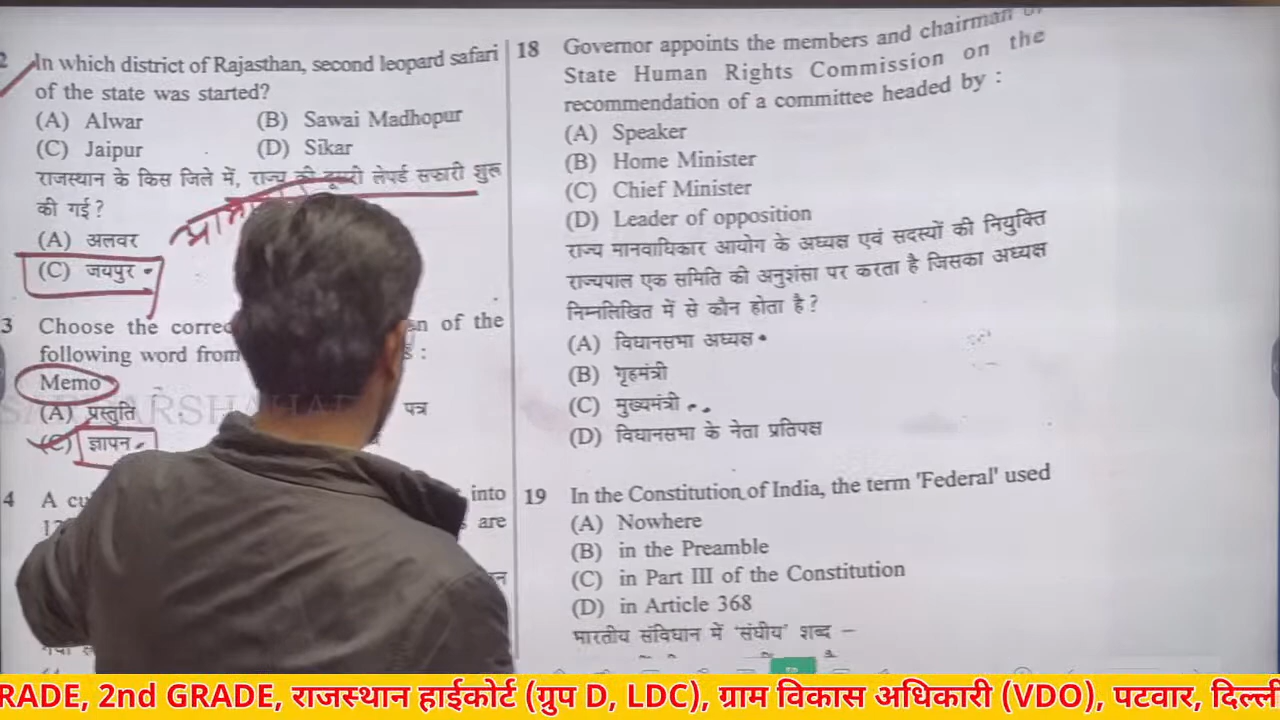 2 In which district of Rajasthan, second leopard safari
of the state was started?
(A) Alwar (B) Sawai Madhopur
(C) Jaipur (D) Sikar
राजस्थान के किस जिले में, राज्य की दूसरी लेपर्ड सफारी शुरू
की गई?
(A) अलवर
(C) जयपुर
3 Choose the correc n of the
following word from :
Memo
(A) प्रस्तुति पत्र
(C) ज्ञापन
4 A cu into
are
18 Governor appoints the members and chairman of
State Human Rights Commission on the
recommendation of a committee headed by :
(A) Speaker
(B) Home Minister
(C) Chief Minister
(D) Leader of opposition
राज्य मानवाधिकार आयोग के अध्यक्ष एवं सदस्यों की नियुक्ति
राज्यपाल एक समिति की अनुशंसा पर करता है जिसका अध्यक्ष
निम्नलिखित में से कौन होता है?
(A) विधानसभा अध्यक्ष
(B) गृहमंत्री
(C) मुख्यमंत्री
(D) विधानसभा के नेता प्रतिपक्ष
19 In the Constitution of India, the term 'Federal' used
(A) Nowhere
(B) in the Preamble
(C) in Part III of the Constitution
(D) in Article 368
भारतीय संविधान में 'संघीय' शब्द –
RADE, 2nd GRADE, राजस्थान हाईकोर्ट (ग्रुप D, LDC), ग्राम विकास अधिकारी (VDO), पटवार, दिल्ली